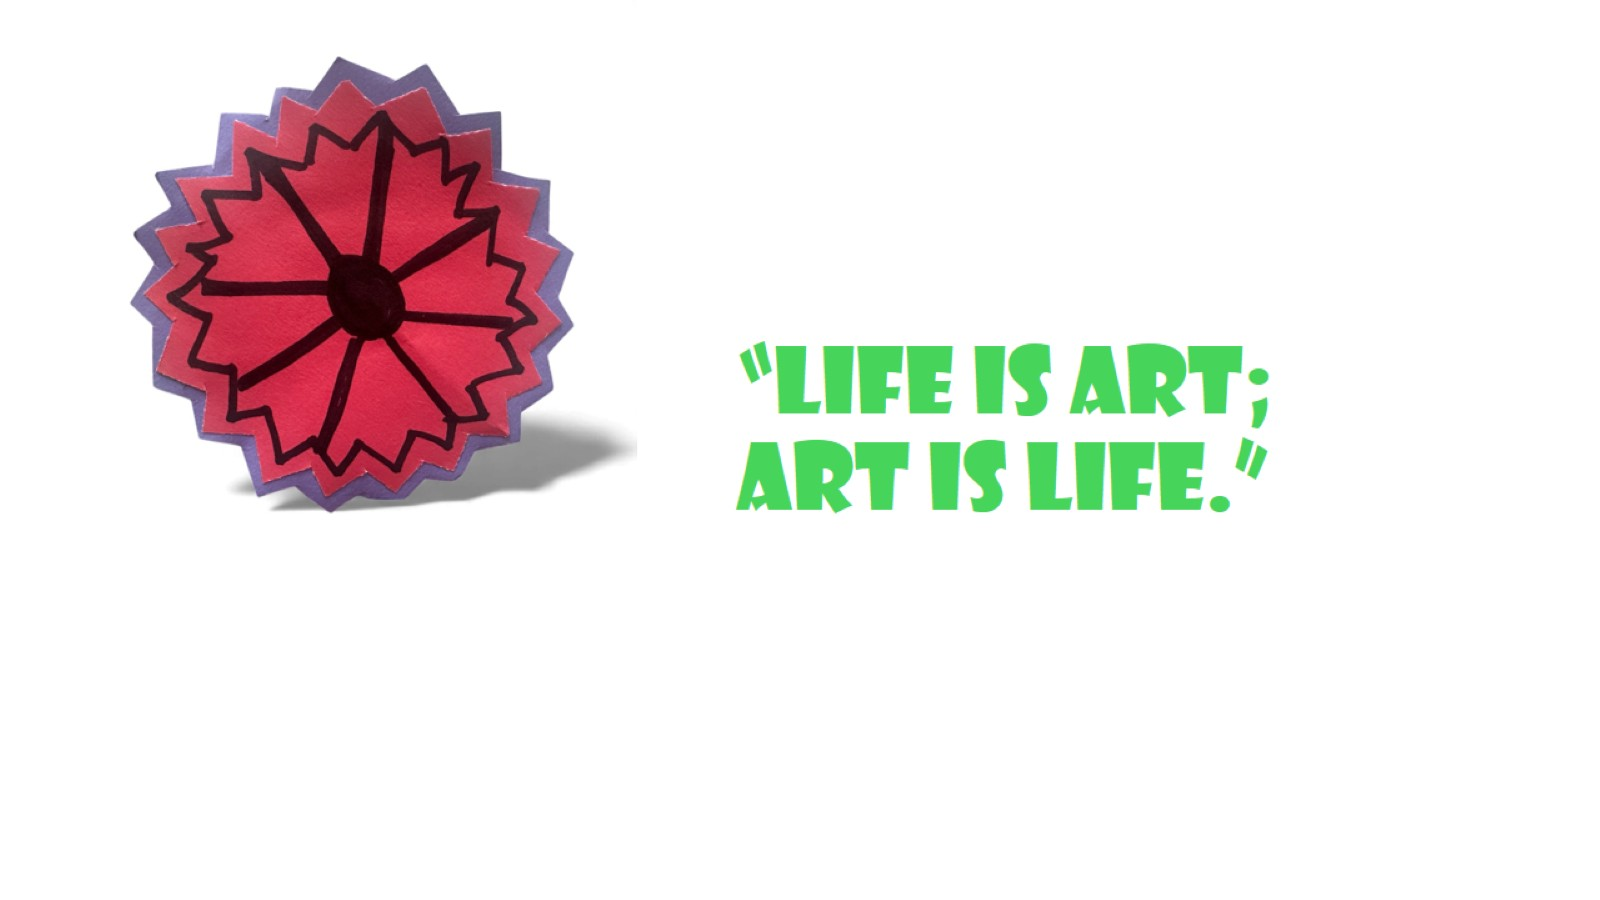 "LIFE IS ART;
ART IS LIFE."